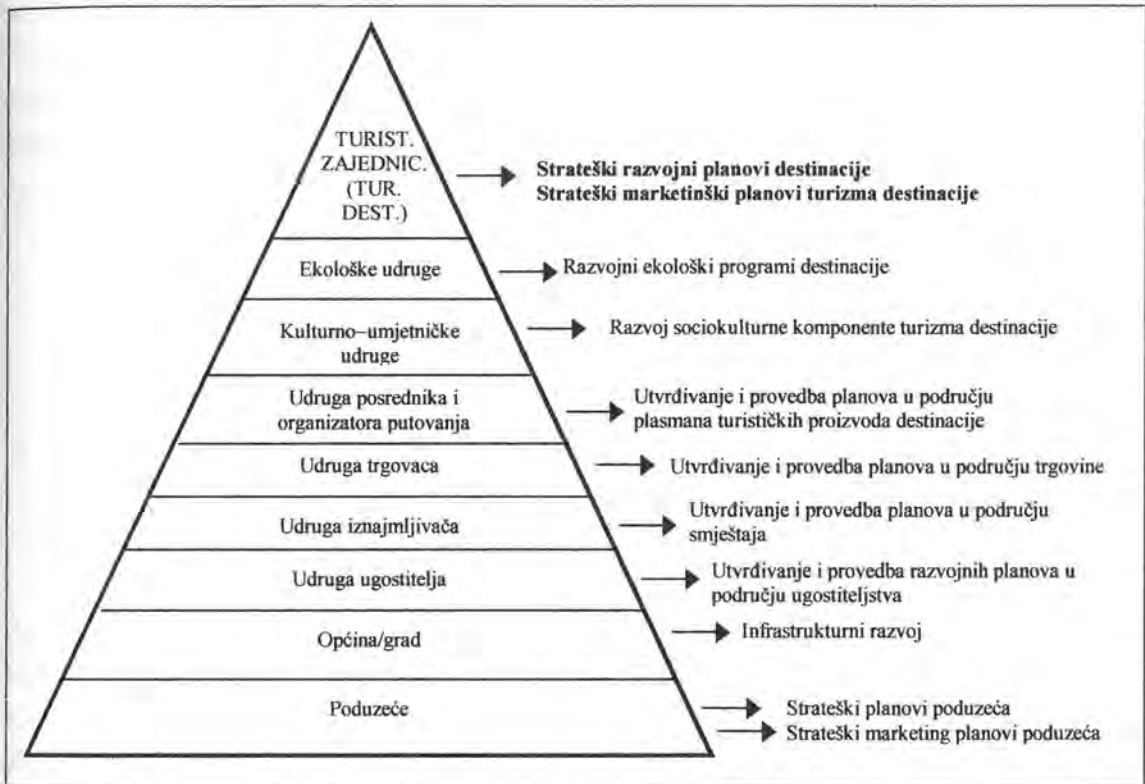 TURIST.
ZAJEDNIC.
(TUR.
DEST.)
Strateški razvojni planovi destinacije
Strateški marketinški planovi turizma destinacije
Ekološke udruge
Razvojni ekološki programi destinacije
Kulturno–umjetničke
udruge
Razvoj sociokulturne komponente turizma destinacije
Udruga posrednika i
organizatora putovanja
Utvrđivanje i provedba planova u području
plasmana turističkih proizvoda destinacije
Udruga trgovaca
Utvrđivanje i provedba planova u području trgovine
Udruga iznajmljivača
Utvrđivanje i provedba planova u području
smještaja
Udruga ugostitelja
Utvrđivanje i provedba razvojnih planova u
području ugostiteljstva
Općina/grad
Infrastrukturni razvoj
Poduzeće
Strateški planovi poduzeća
Strateški marketing planovi poduzeća